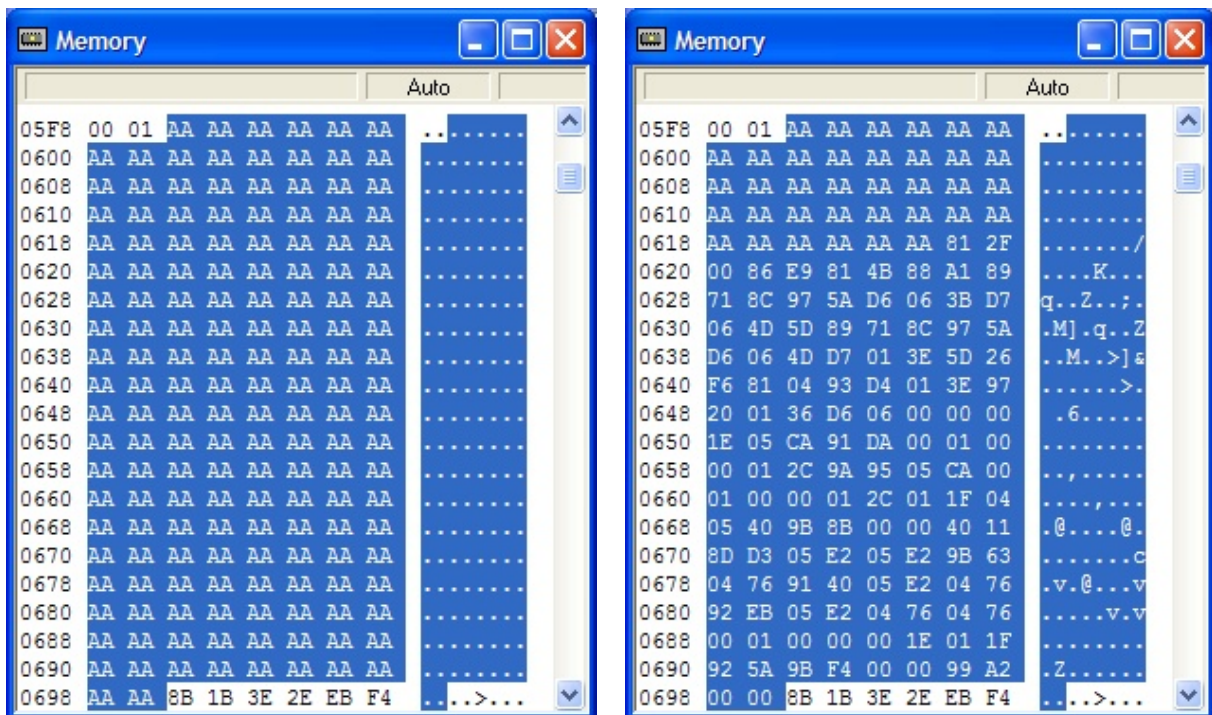 Memory
Auto
05F8 00 01 AA AA AA AA AA AA ........
0600 AA AA AA AA AA AA AA AA ........
0608 AA AA AA AA AA AA AA AA ........
0610 AA AA AA AA AA AA AA AA ........
0618 AA AA AA AA AA AA AA AA ........
0620 AA AA AA AA AA AA AA AA ........
0628 AA AA AA AA AA AA AA AA ........
0630 AA AA AA AA AA AA AA AA ........
0638 AA AA AA AA AA AA AA AA ........
0640 AA AA AA AA AA AA AA AA ........
0648 AA AA AA AA AA AA AA AA ........
0650 AA AA AA AA AA AA AA AA ........
0658 AA AA AA AA AA AA AA AA ........
0660 AA AA AA AA AA AA AA AA ........
0668 AA AA AA AA AA AA AA AA ........
0670 AA AA AA AA AA AA AA AA ........
0678 AA AA AA AA AA AA AA AA ........
0680 AA AA AA AA AA AA AA AA ........
0688 AA AA AA AA AA AA AA AA ........
0690 AA AA AA AA AA AA AA AA ........
0698 AA AA 8B 1B 3E 2E EB F4 ....>...
Memory
Auto
05F8 00 01 AA AA AA AA AA AA ........
0600 AA AA AA AA AA AA AA AA ........
0608 AA AA AA AA AA AA AA AA ........
0610 AA AA AA AA AA AA AA AA ........
0618 AA AA AA AA AA AA 81 2F ......./
0620 00 86 E9 81 4B 88 A1 89 ....K...
0628 71 8C 97 5A D6 06 3B D7 q..Z..;.
0630 06 4D 5D 89 71 8C 97 5A .M].q..Z
0638 D6 06 4D D7 01 3E 5D 26 ..M..>]&
0640 F6 81 04 93 D4 01 3E 97 ......>.
0648 20 01 36 D6 06 00 00 00  .6.....
0650 1E 05 CA 91 DA 00 01 00 ........
0658 00 01 2C 9A 95 05 CA 00 ..,.....
0660 01 00 00 01 2C 01 1F 04 ....,...
0668 05 40 9B 8B 00 00 40 11 .@....@.
0670 8D D3 05 E2 05 E2 9B 63 .......c
0678 04 76 91 40 05 E2 04 76 .v.@...v
0680 92 EB 05 E2 04 76 04 76 .....v.v
0688 00 01 00 00 00 1E 01 1F ........
0690 92 5A 9B F4 00 00 99 A2 .Z......
0698 00 00 8B 1B 3E 2E EB F4 ....>...